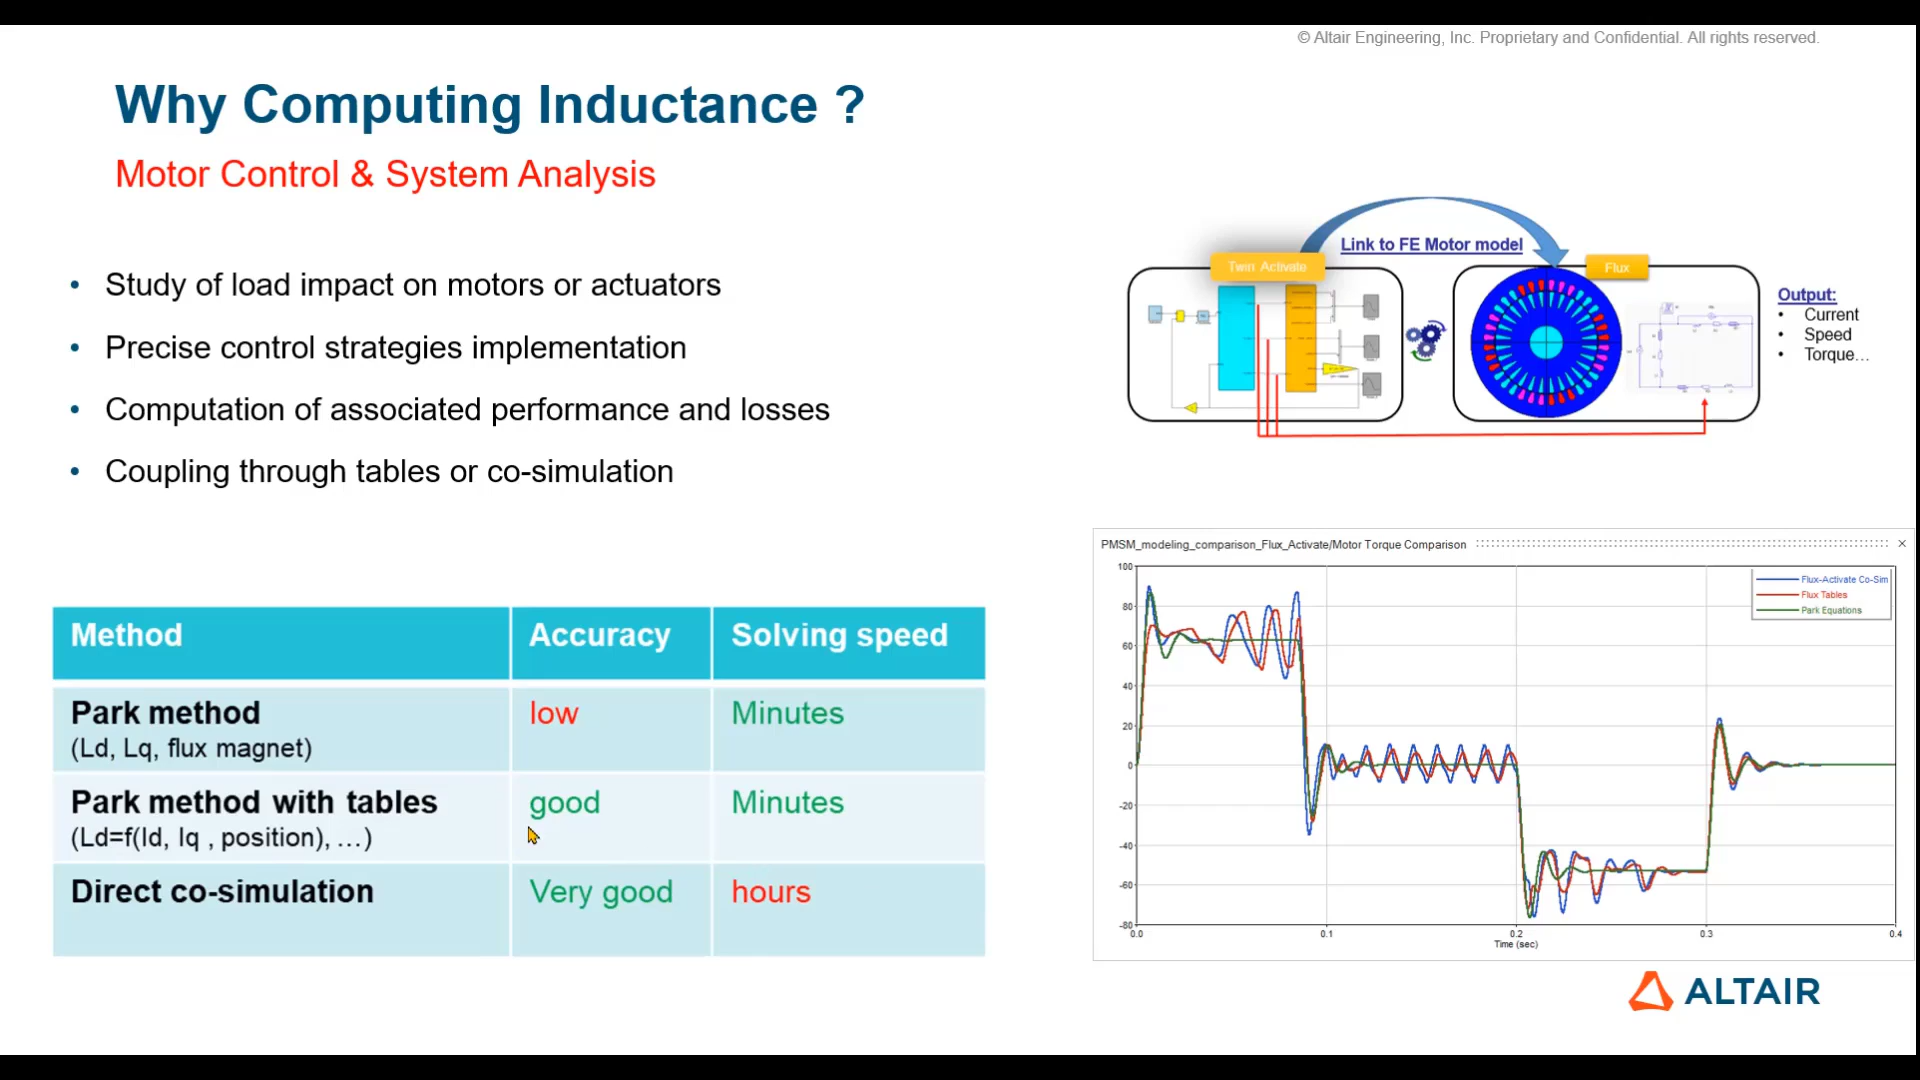 © Altair Engineering, Inc. Proprietary and Confidential. All rights reserved.
Why Computing Inductance ?
Motor Control & System Analysis
• Study of load impact on motors or actuators
• Precise control strategies implementation
• Computation of associated performance and losses
• Coupling through tables or co-simulation
Link to FE Motor model
Twin Activate
Flux
Output:
• Current
• Speed
• Torque…
Method Accuracy Solving speed
Park method low Minutes
(Ld, Lq, flux magnet)
Park method with tables good Minutes
(Ld=f(Id, Iq , position), …)
Direct co-simulation Very good hours
PMSM_modeling_comparison_Flux_Activate/Motor Torque Comparison
Flux-Activate Co-Sim
Flux Tables
Park Equations
100
80
60
40
20
0
-20
-40
-60
-80
0.0 0.1 0.2 0.3 0.4
Time (sec)
ALTAIR